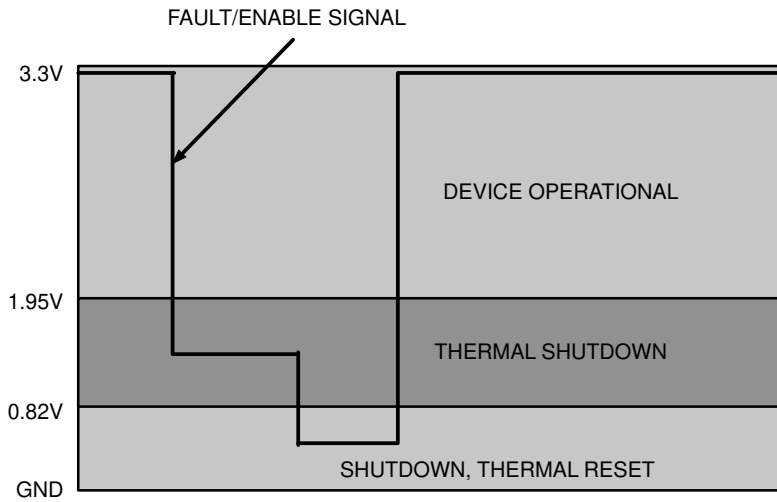 FAULT/ENABLE SIGNAL
3.3V
DEVICE OPERATIONAL
1.95V
THERMAL SHUTDOWN
0.82V
SHUTDOWN, THERMAL RESET
GND